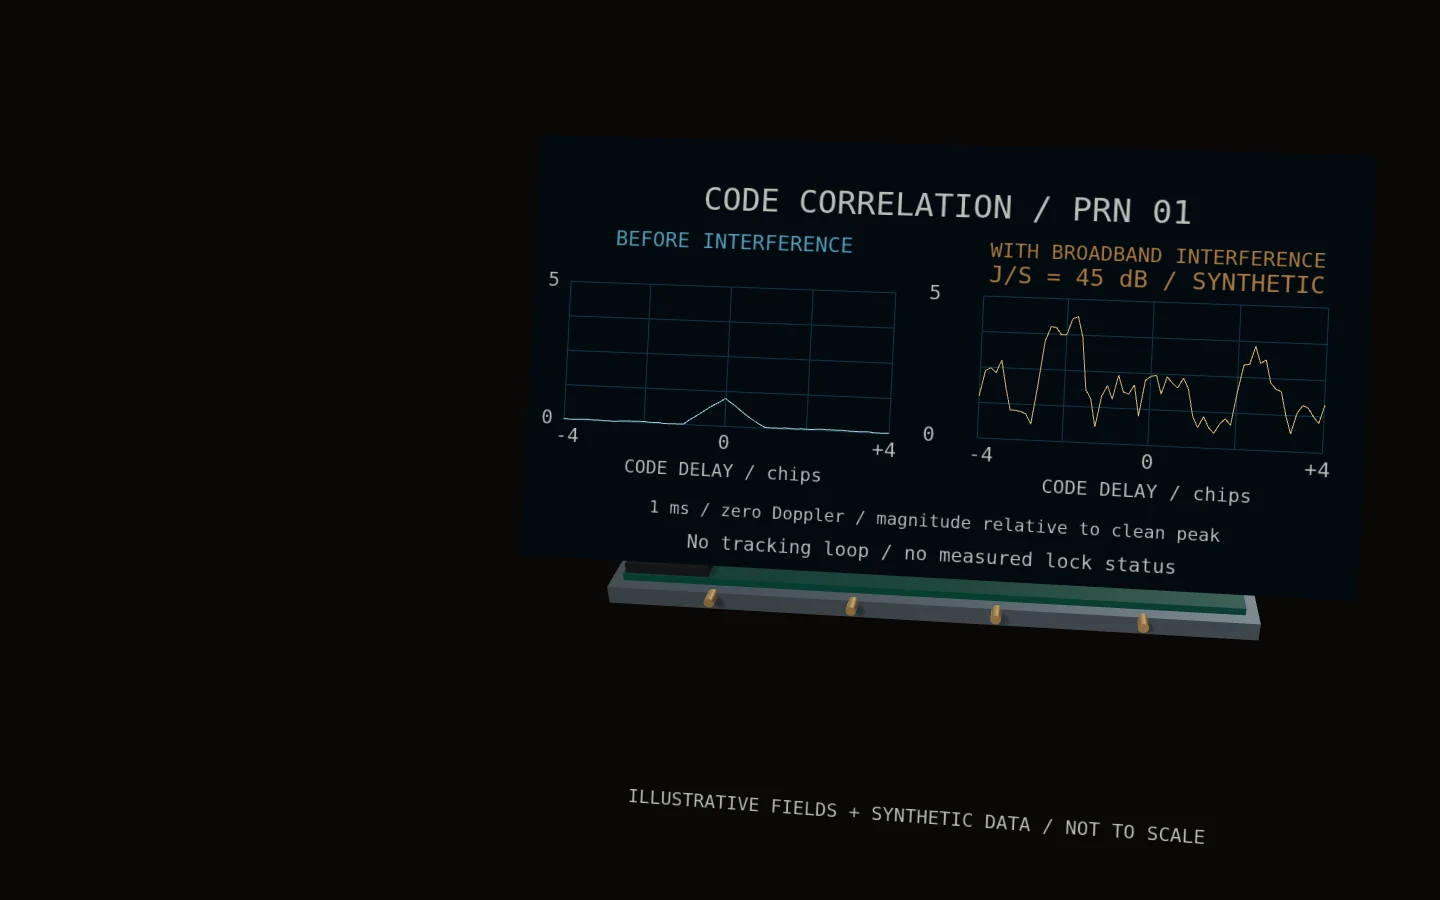 CODE CORRELATION / PRN 01
BEFORE INTERFERENCE
WITH BROADBAND INTERFERENCE
J/S = 45 dB / SYNTHETIC
5
0
-4
0
+4
CODE DELAY / chips
5
0
-4
0
+4
CODE DELAY / chips
1 ms / zero Doppler / magnitude relative to clean peak
No tracking loop / no measured lock status
ILLUSTRATIVE FIELDS + SYNTHETIC DATA / NOT TO SCALE